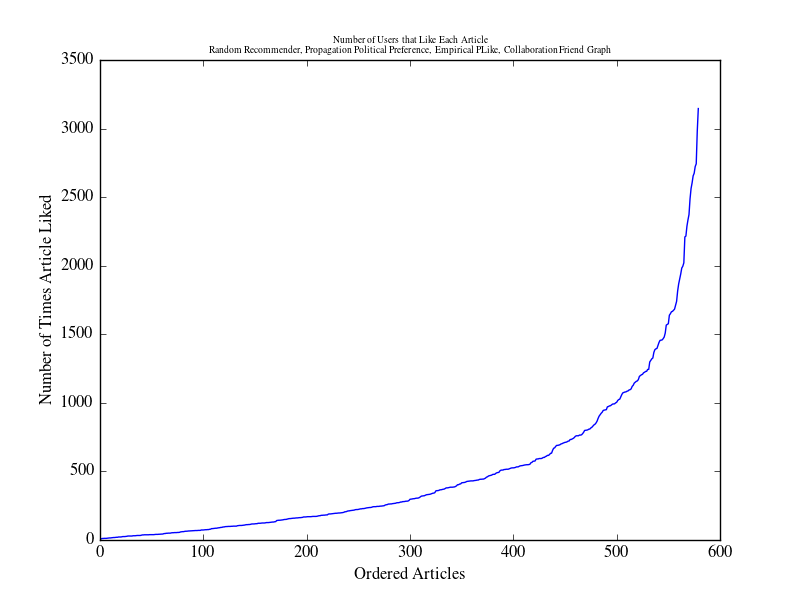 Number of Users that Like Each Article
Random Recommender, Propagation Political Preference, Empirical PLike, CollaborationFriend Graph
3500
3000
2500
2000
1500
1000
500
0
Number of Times Article Liked
0 100 200 300 400 500 600
Ordered Articles